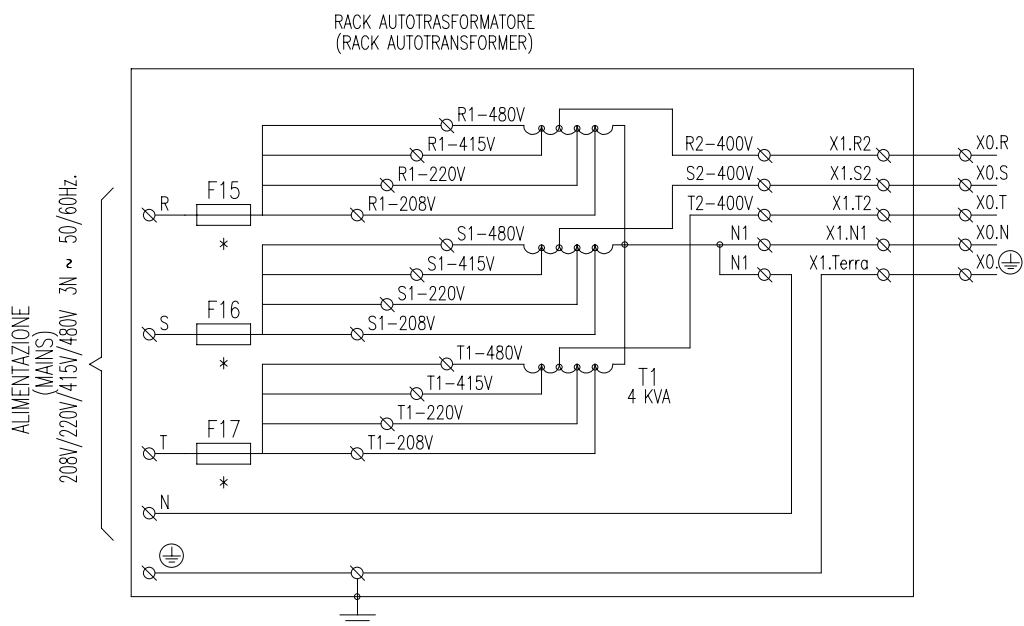 RACK AUTOTRASFORMATORE
(RACK AUTOTRANSFORMER)
ALIMENTAZIONE
(MAINS)
208V/220V/415V/480V 3N ~ 50/60Hz.
R
F15
*
R1-480V
R1-415V
R1-220V
R1-208V
S
F16
*
S1-480V
S1-415V
S1-220V
S1-208V
T
F17
*
T1-480V
T1-415V
T1-220V
T1-208V
N
T1
4 KVA
R2-400V
X1.R2
X0.R
S2-400V
X1.S2
X0.S
T2-400V
X1.T2
X0.T
N1
X1.N1
X0.N
N1
X1.Terra
X0.